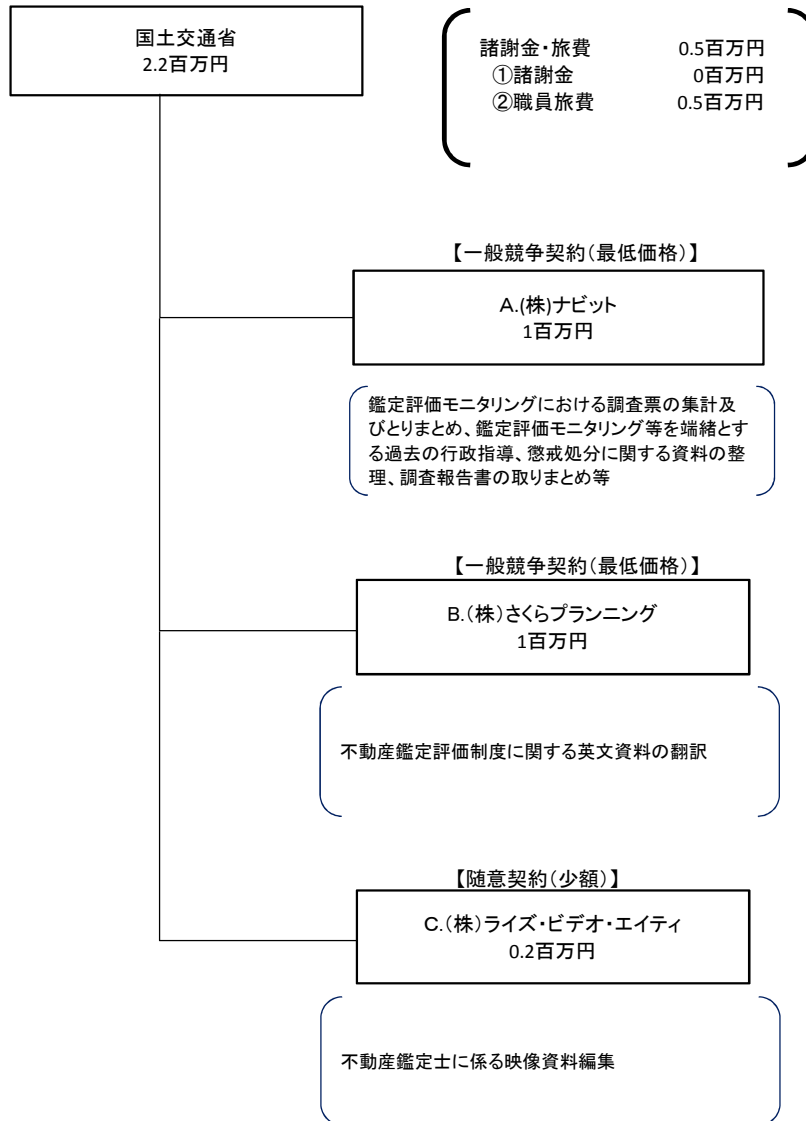 国土交通省
2.2百万円
諸謝金・旅費 0.5百万円
①諸謝金 0百万円
②職員旅費 0.5百万円
【一般競争契約(最低価格)】
A.(株)ナビット
1百万円
鑑定評価モニタリングにおける調査票の集計及
びとりまとめ、鑑定評価モニタリング等を端緒とす
る過去の行政指導、懲戒処分に関する資料の整
理、調査報告書の取りまとめ等
【一般競争契約(最低価格)】
B.(株)さくらプランニング
1百万円
不動産鑑定評価制度に関する英文資料の翻訳
【随意契約(少額)】
C.(株)ライズ・ビデオ・エイティ
0.2百万円
不動産鑑定士に係る映像資料編集